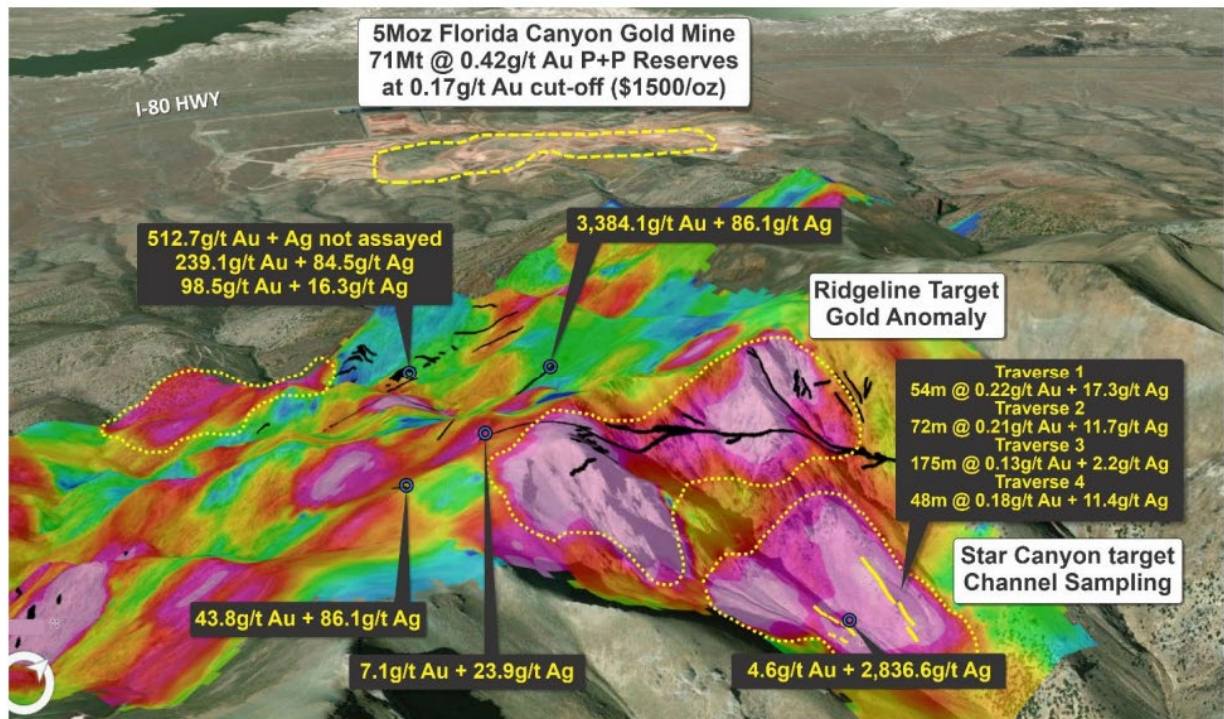 5Moz Florida Canyon Gold Mine
71Mt @ 0.42g/t Au P+P Reserves
at 0.17g/t Au cut-off ($1500/oz)
I-80 HWY
512.7g/t Au + Ag not assayed
239.1g/t Au + 84.5g/t Ag
98.5g/t Au + 16.3g/t Ag
3,384.1g/t Au + 86.1g/t Ag
Ridgeline Target
Gold Anomaly
Traverse 1
54m @ 0.22g/t Au + 17.3g/t Ag
Traverse 2
72m @ 0.21g/t Au + 11.7g/t Ag
Traverse 3
175m @ 0.13g/t Au + 2.2g/t Ag
Traverse 4
48m @ 0.18g/t Au + 11.4g/t Ag
Star Canyon target
Channel Sampling
43.8g/t Au + 86.1g/t Ag
7.1g/t Au + 23.9g/t Ag
4.6g/t Au + 2,836.6g/t Ag